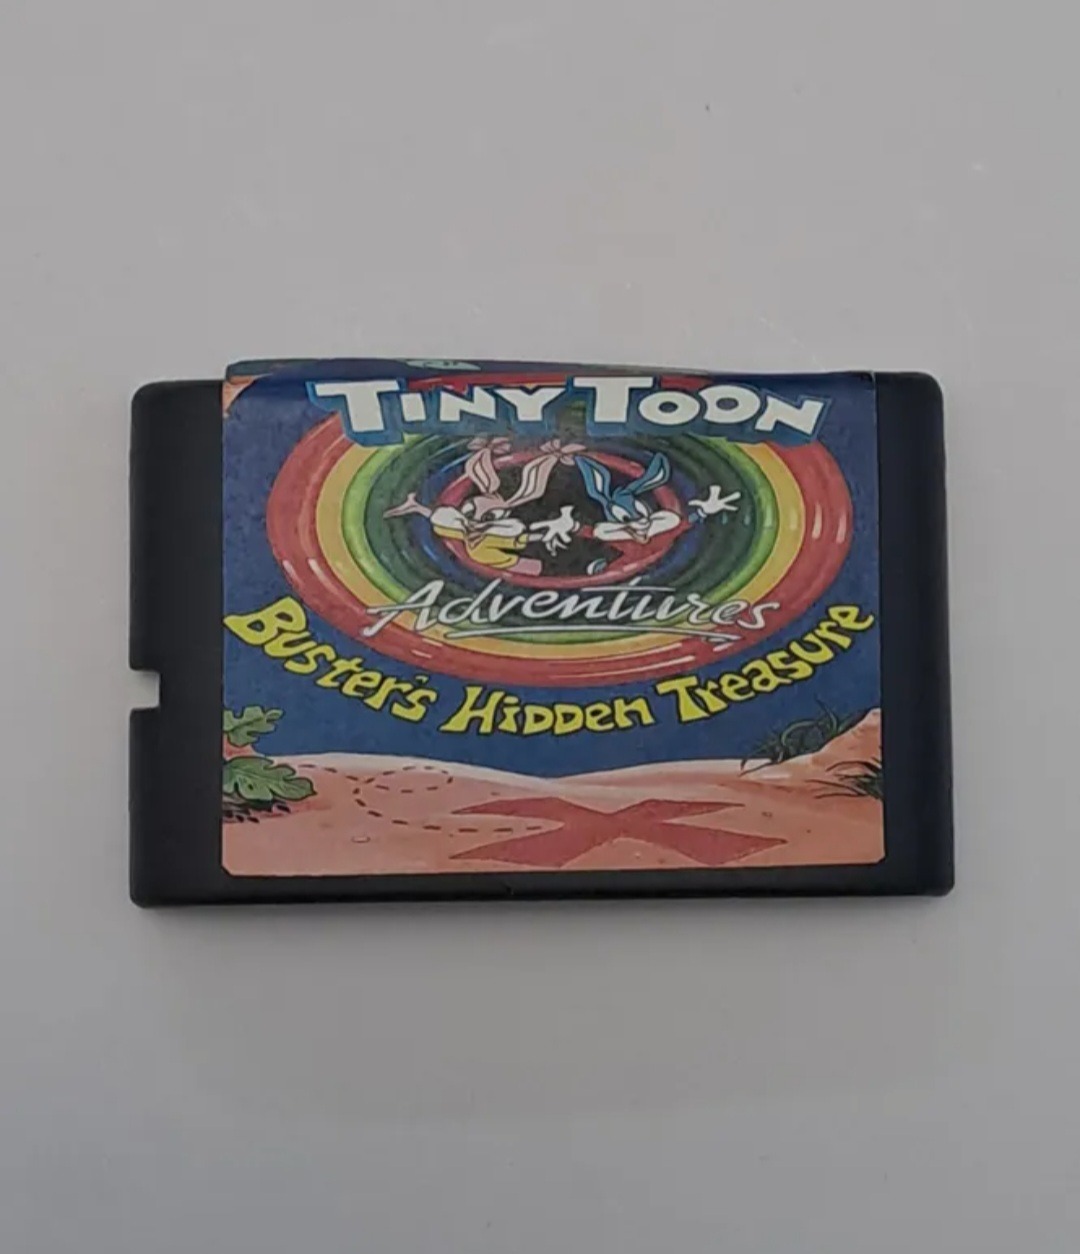 TINY TOON
Adventures
Buster's Hidden Treasure